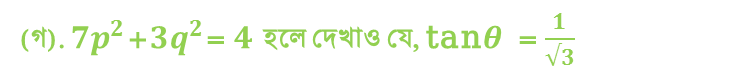 (গ). 7p²+3q²= 4 হলে দেখাও যে, tanθ = 1/√3